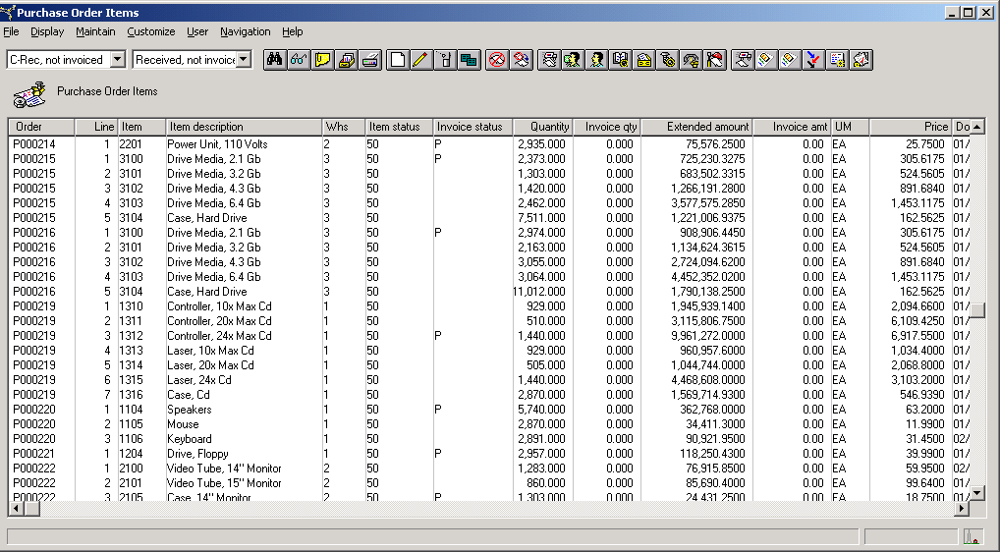 Purchase Order Items
File Display Maintain Customize User Navigation Help
C-Rec, not invoiced Received, not invoice
Purchase Order Items
Order Line Item Item description Whs Item status Invoice status Quantity Invoice qty Extended amount Invoice amt UM Price Do
P000214 1 2201 Power Unit, 110 Volts 2 50 P 2,935.000 0.000 75,576.2500 0.00 EA 25.7500 01/
P000215 1 3100 Drive Media, 2.1 Gb 3 50 P 2,373.000 0.000 725,230.3275 0.00 EA 305.6175 01/
P000215 2 3101 Drive Media, 3.2 Gb 3 50 1,303.000 0.000 683,502.3315 0.00 EA 524.5605 01/
P000215 3 3102 Drive Media, 4.3 Gb 3 50 1,420.000 0.000 1,266,191.2800 0.00 EA 891.6840 01/
P000215 4 3103 Drive Media, 6.4 Gb 3 50 2,462.000 0.000 3,577,575.2850 0.00 EA 1,453.1175 01/
P000215 5 3104 Case, Hard Drive 3 50 7,511.000 0.000 1,221,006.9375 0.00 EA 162.5625 01/
P000216 1 3100 Drive Media, 2.1 Gb 3 50 P 2,974.000 0.000 908,906.4450 0.00 EA 305.6175 01/
P000216 2 3101 Drive Media, 3.2 Gb 3 50 2,163.000 0.000 1,134,624.3615 0.00 EA 524.5605 01/
P000216 3 3102 Drive Media, 4.3 Gb 3 50 3,055.000 0.000 2,724,094.6200 0.00 EA 891.6840 01/
P000216 4 3103 Drive Media, 6.4 Gb 3 50 3,064.000 0.000 4,452,352.0200 0.00 EA 1,453.1175 01/
P000216 5 3104 Case, Hard Drive 3 50 11,012.000 0.000 1,790,138.2500 0.00 EA 162.5625 01/
P000219 1 1310 Controller, 10x Max Cd 1 50 929.000 0.000 1,945,939.1400 0.00 EA 2,094.6600 01/
P000219 2 1311 Controller, 20x Max Cd 1 50 510.000 0.000 3,115,806.7500 0.00 EA 6,109.4250 01/
P000219 3 1312 Controller, 24x Max Cd 1 50 P 1,440.000 0.000 9,961,272.0000 0.00 EA 6,917.5500 01/
P000219 4 1313 Laser, 10x Max Cd 1 50 929.000 0.000 960,957.6000 0.00 EA 1,034.4000 01/
P000219 5 1314 Laser, 20x Max Cd 1 50 505.000 0.000 1,044,744.0000 0.00 EA 2,068.8000 01/
P000219 6 1315 Laser, 24x Cd 1 50 1,440.000 0.000 4,468,608.0000 0.00 EA 3,103.2000 01/
P000219 7 1316 Case, Cd 1 50 2,870.000 0.000 1,569,714.9300 0.00 EA 546.9390 01/
P000220 1 1104 Speakers 1 50 P 5,740.000 0.000 362,768.0000 0.00 EA 63.2000 01/
P000220 2 1105 Mouse 1 50 2,870.000 0.000 34,411.3000 0.00 EA 11.9900 01/
P000220 3 1106 Keyboard 1 50 2,891.000 0.000 90,921.9500 0.00 EA 31.4500 02/
P000221 1 1204 Drive, Floppy 1 50 P 2,957.000 0.000 118,250.4300 0.00 EA 39.9900 01/
P000222 1 2100 Video Tube, 14" Monitor 2 50 1,283.000 0.000 76,915.8500 0.00 EA 59.9500 02/
P000222 2 2101 Video Tube, 15" Monitor 2 50 860.000 0.000 85,690.4000 0.00 EA 99.6400 01/
P000222 3 2105 Case, 14" Monitor 2 50 P 1,303.000 0.000 24,431.2500 0.00 EA 18.7500 01/